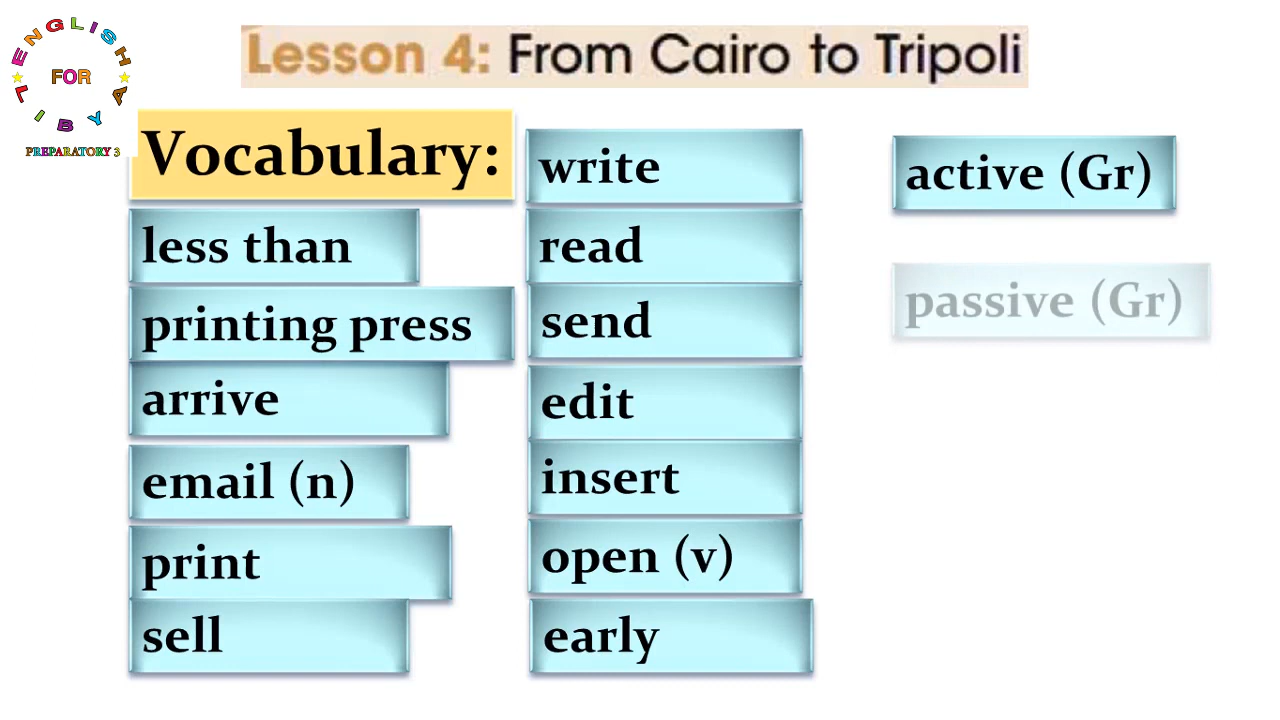 ENGLISH
FOR
LIBYA
PREPARATORY 3
Lesson 4: From Cairo to Tripoli
Vocabulary:
less than
printing press
arrive
email (n)
print
sell
write
read
send
edit
insert
open (v)
early
active (Gr)
passive (Gr)